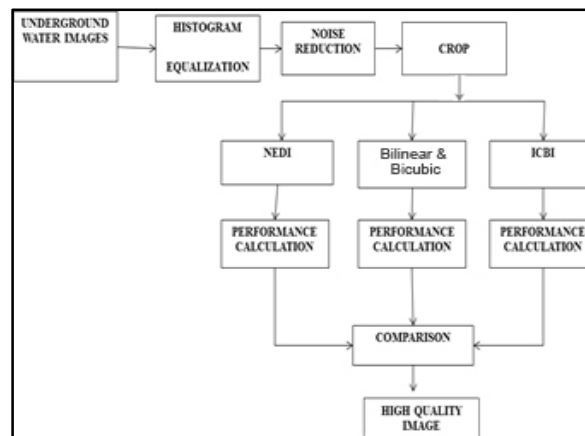 UNDERGROUND
WATER IMAGES
HISTOGRAM
EQUALIZATION
NOISE
REDUCTION
CROP
NEDI
Bilinear &
Bicubic
ICBI
PERFORMANCE
CALCULATION
PERFORMANCE
CALCULATION
PERFORMANCE
CALCULATION
COMPARISON
HIGH QUALITY
IMAGE